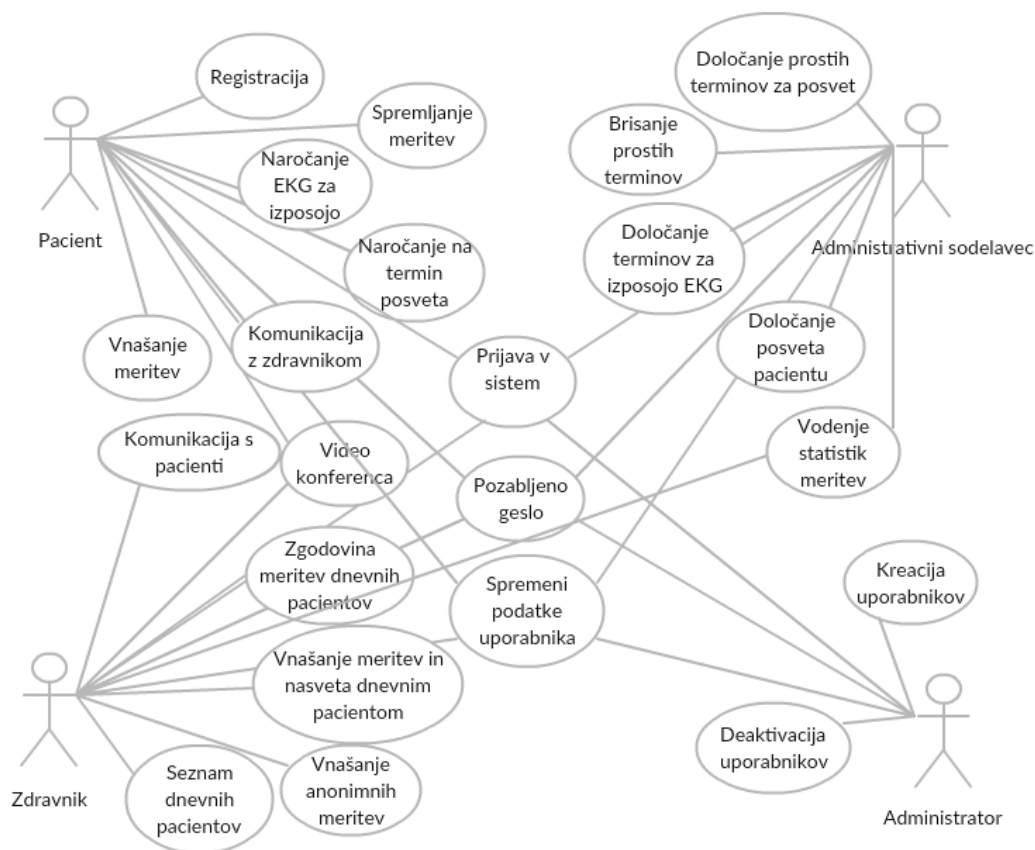 Registracija
Določanje prostih
terminov za posvet
Spremljanje
meritev
Brisanje
prostih
terminov
Naročanje
EKG za
izposojo
Pacient
Naročanje na
termin
posveta
Določanje
terminov za
izposojo EKG
Administrativni sodelavec
Vnašanje
meritev
Komunikacija
z zdravnikom
Prijava v
sistem
Določanje
posveta
pacientu
Komunikacija s
pacienti
Video
konferenca
Vodenje
statistik
meritev
Pozabljeno
geslo
Zgodovina
meritev dnevnih
pacientov
Spremeni
podatke
uporabnika
Kreacija
uporabnikov
Vnašanje meritev in
nasveta dnevnim
pacientom
Deaktivacija
uporabnikov
Zdravnik
Seznam
dnevnih
pacientov
Vnašanje
anonimnih
meritev
Administrator